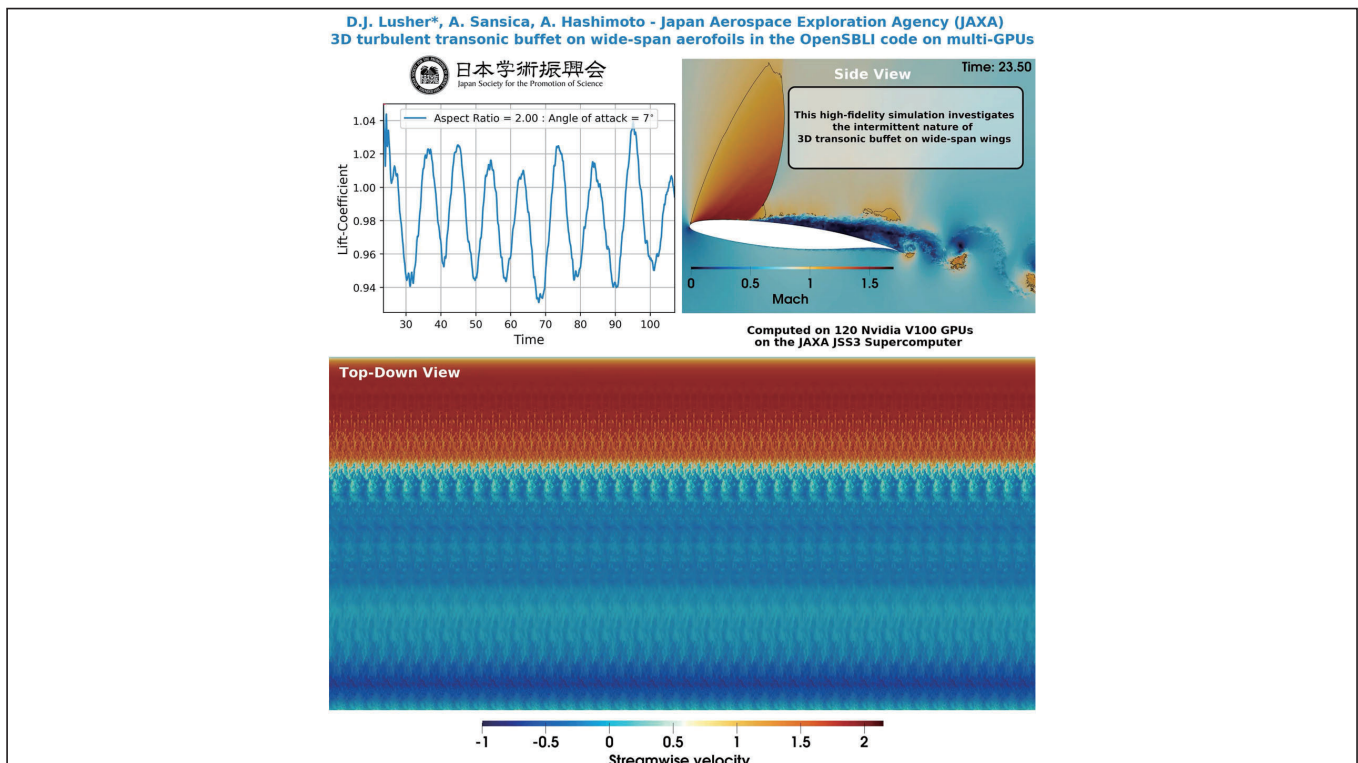 D.J. Lusher*, A. Sansica, A. Hashimoto - Japan Aerospace Exploration Agency (JAXA)
3D turbulent transonic buffet on wide-span aerofoils in the OpenSBLI code on multi-GPUs
日本学術振興会
Japan Society for the Promotion of Science
Aspect Ratio = 2.00 : Angle of attack = 7°
1.04
1.02
1.00
0.98
0.96
0.94
Lift-Coefficient
30 40 50 60 70 80 90 100
Time
Side View
Time: 23.50
This high-fidelity simulation investigates
the intermittent nature of
3D transonic buffet on wide-span wings
0 0.5 1 1.5
Mach
Computed on 120 Nvidia V100 GPUs
on the JAXA JSS3 Supercomputer
Top-Down View
-1 -0.5 0 0.5 1 1.5 2
Streamwise velocity